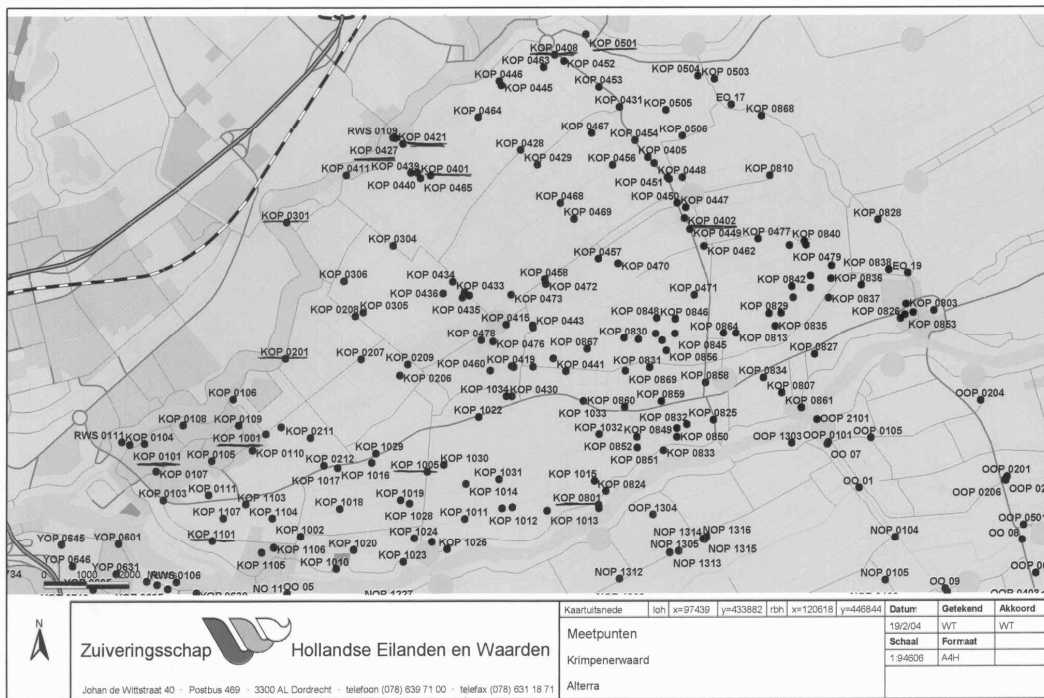 KOP 0501
KOP 0408
KOP 0463
KOP 0452
KOP 0504
KOP 0503
KOP 0446
KOP 0453
KOP 0445
EO 17
KOP 0431
KOP 0505
KOP 0868
KOP 0464
RWS 0109
KOP 0421
KOP 0467
KOP 0454
KOP 0506
KOP 0427
KOP 0428
KOP 0405
KOP 0411
KOP 0439
KOP 0401
KOP 0429
KOP 0456
KOP 0448
KOP 0810
KOP 0440
KOP 0465
KOP 0451
KOP 0468
KOP 0450
KOP 0447
KOP 0301
KOP 0469
KOP 0402
KOP 0828
KOP 0449
KOP 0304
KOP 0477
KOP 0840
KOP 0462
KOP 0457
KOP 0479
KOP 0470
KOP 0838
EO 19
KOP 0306
KOP 0434
KOP 0458
KOP 0433
KOP 0472
KOP 0842
KOP 0836
KOP 0436
KOP 0473
KOP 0471
KOP 0837
KOP 0208
KOP 0305
KOP 0435
KOP 0829
KOP 0826
KOP 0803
KOP 0415
KOP 0443
KOP 0848
KOP 0846
KOP 0853
KOP 0478
KOP 0830
KOP 0864
KOP 0835
KOP 0476
KOP 0867
KOP 0845
KOP 0813
KOP 0201
KOP 0207
KOP 0209
KOP 0460
KOP 0419
KOP 0831
KOP 0856
KOP 0827
KOP 0206
KOP 0441
KOP 0869
KOP 0858
KOP 0834
KOP 0106
KOP 1034
KOP 0430
KOP 0859
KOP 0807
OOP 0204
KOP 1022
KOP 1033
KOP 0860
KOP 0861
KOP 0108
KOP 0109
KOP 0832
KOP 0825
OOP 2101
RWS 0111
KOP 0104
KOP 1001
KOP 0211
KOP 0849
KOP 0850
OOP 1303
OOP 0101
OOP 0105
KOP 0101
KOP 0105
KOP 0110
KOP 1029
KOP 0852
KOP 0851
KOP 0833
OO 07
KOP 0107
KOP 0212
KOP 1016
KOP 1005
KOP 1030
KOP 1017
KOP 1031
KOP 1015
OOP 0201
KOP 0103
KOP 0111
KOP 1014
KOP 0824
OO 01
OOP 0206
KOP 1103
KOP 1018
KOP 1019
KOP 0801
KOP 1107
KOP 1104
KOP 1028
KOP 1011
KOP 1012
KOP 1013
OOP 1304
OOP 0501
KOP 1101
KOP 1002
KOP 1024
NOP 1314
NOP 1316
NOP 0104
OO 08
YOP 0645
YOP 0601
KOP 1106
KOP 1020
KOP 1026
NOP 1305
NOP 1315
YOP 0646
KOP 1105
KOP 1023
NOP 1313
YOP 0631
KOP 1010
NOP 1312
NOP 0105
734
0 1000 2000
RWS 0106
NO 11
OO 05
OO 09
N
Zuiveringsschap Hollandse Eilanden en Waarden
Johan de Wittstraat 40 · Postbus 469 · 3300 AL Dordrecht · telefoon (078) 639 71 00 · telefax (078) 631 18 71
Kaartuitsnede loh x=97439 y=433882 rbh x=120618 y=446844
Meetpunten
Krimpenerwaard
Alterra
Datum Getekend Akkoord
19/2/04 WT WT
Schaal Formaat
1:94606 A4H